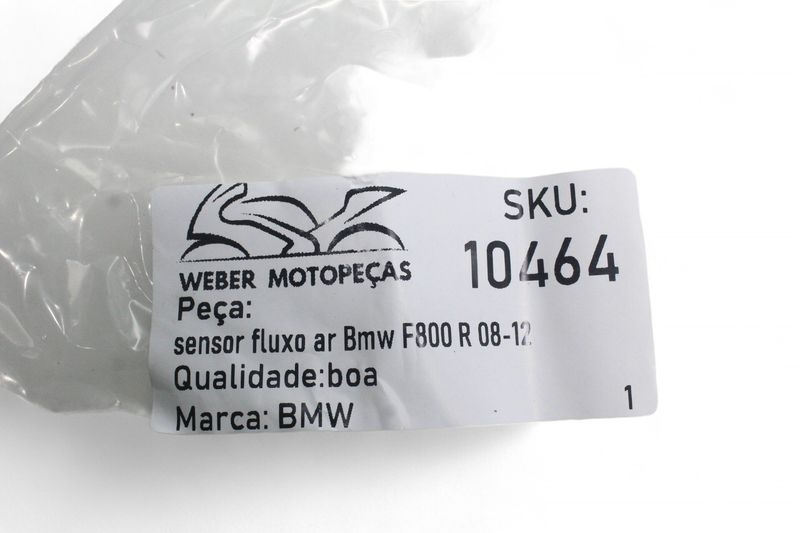 WEBER MOTOPEÇAS
SKU:
10464
Peça:
sensor fluxo ar Bmw F800 R 08-12
Qualidade:boa
Marca: BMW
1